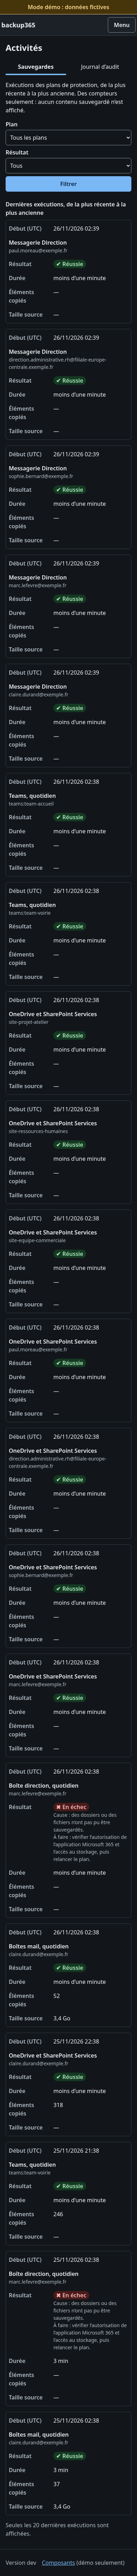 Mode démo : données fictives
backup365
Menu
Activités
Sauvegardes
Journal d'audit
Exécutions des plans de protection, de la plus
récente à la plus ancienne. Des compteurs
seulement : aucun contenu sauvegardé n'est
affiché.
Plan
Tous les plans
Résultat
Tous
Filtrer
Dernières exécutions, de la plus récente à la
plus ancienne
Début (UTC) 26/11/2026 02:39
Messagerie Direction
paul.moreau@exemple.fr
Résultat ✔ Réussie
Durée moins d'une minute
Éléments —
copiés
Taille source —
Début (UTC) 26/11/2026 02:39
Messagerie Direction
direction.administrative.rh@filiale-europe-
centrale.exemple.fr
Résultat ✔ Réussie
Durée moins d'une minute
Éléments —
copiés
Taille source —
Début (UTC) 26/11/2026 02:39
Messagerie Direction
sophie.bernard@exemple.fr
Résultat ✔ Réussie
Durée moins d'une minute
Éléments —
copiés
Taille source —
Début (UTC) 26/11/2026 02:39
Messagerie Direction
marc.lefevre@exemple.fr
Résultat ✔ Réussie
Durée moins d'une minute
Éléments —
copiés
Taille source —
Début (UTC) 26/11/2026 02:39
Messagerie Direction
claire.durand@exemple.fr
Résultat ✔ Réussie
Durée moins d'une minute
Éléments —
copiés
Taille source —
Début (UTC) 26/11/2026 02:38
Teams, quotidien
teams:team-accueil
Résultat ✔ Réussie
Durée moins d'une minute
Éléments —
copiés
Taille source —
Début (UTC) 26/11/2026 02:38
Teams, quotidien
teams:team-voirie
Résultat ✔ Réussie
Durée moins d'une minute
Éléments —
copiés
Taille source —
Début (UTC) 26/11/2026 02:38
OneDrive et SharePoint Services
site-projet-atelier
Résultat ✔ Réussie
Durée moins d'une minute
Éléments —
copiés
Taille source —
Début (UTC) 26/11/2026 02:38
OneDrive et SharePoint Services
site-ressources-humaines
Résultat ✔ Réussie
Durée moins d'une minute
Éléments —
copiés
Taille source —
Début (UTC) 26/11/2026 02:38
OneDrive et SharePoint Services
site-equipe-commerciale
Résultat ✔ Réussie
Durée moins d'une minute
Éléments —
copiés
Taille source —
Début (UTC) 26/11/2026 02:38
OneDrive et SharePoint Services
paul.moreau@exemple.fr
Résultat ✔ Réussie
Durée moins d'une minute
Éléments —
copiés
Taille source —
Début (UTC) 26/11/2026 02:38
OneDrive et SharePoint Services
direction.administrative.rh@filiale-europe-
centrale.exemple.fr
Résultat ✔ Réussie
Durée moins d'une minute
Éléments —
copiés
Taille source —
Début (UTC) 26/11/2026 02:38
OneDrive et SharePoint Services
sophie.bernard@exemple.fr
Résultat ✔ Réussie
Durée moins d'une minute
Éléments —
copiés
Taille source —
Début (UTC) 26/11/2026 02:38
OneDrive et SharePoint Services
marc.lefevre@exemple.fr
Résultat ✔ Réussie
Durée moins d'une minute
Éléments —
copiés
Taille source —
Début (UTC) 26/11/2026 02:38
Boîte direction, quotidien
marc.lefevre@exemple.fr
Résultat ✖ En échec
Cause : des dossiers ou des
fichiers n'ont pas pu être
sauvegardés.
À faire : vérifier l'autorisation de
l'application Microsoft 365 et
l'accès au stockage, puis
relancer le plan.
Durée moins d'une minute
Éléments —
copiés
Taille source —
Début (UTC) 26/11/2026 02:38
Boîtes mail, quotidien
claire.durand@exemple.fr
Résultat ✔ Réussie
Durée moins d'une minute
Éléments 52
copiés
Taille source 3,4 Go
Début (UTC) 25/11/2026 22:38
OneDrive et SharePoint Services
claire.durand@exemple.fr
Résultat ✔ Réussie
Durée moins d'une minute
Éléments 318
copiés
Taille source —
Début (UTC) 25/11/2026 21:38
Teams, quotidien
teams:team-voirie
Résultat ✔ Réussie
Durée moins d'une minute
Éléments 246
copiés
Taille source —
Début (UTC) 25/11/2026 02:38
Boîte direction, quotidien
marc.lefevre@exemple.fr
Résultat ✖ En échec
Cause : des dossiers ou des
fichiers n'ont pas pu être
sauvegardés.
À faire : vérifier l'autorisation de
l'application Microsoft 365 et
l'accès au stockage, puis
relancer le plan.
Durée 3 min
Éléments —
copiés
Taille source —
Début (UTC) 25/11/2026 02:38
Boîtes mail, quotidien
claire.durand@exemple.fr
Résultat ✔ Réussie
Durée 3 min
Éléments 37
copiés
Taille source 3,4 Go
Seules les 20 dernières exécutions sont
affichées.
Version dev Composants (démo seulement)